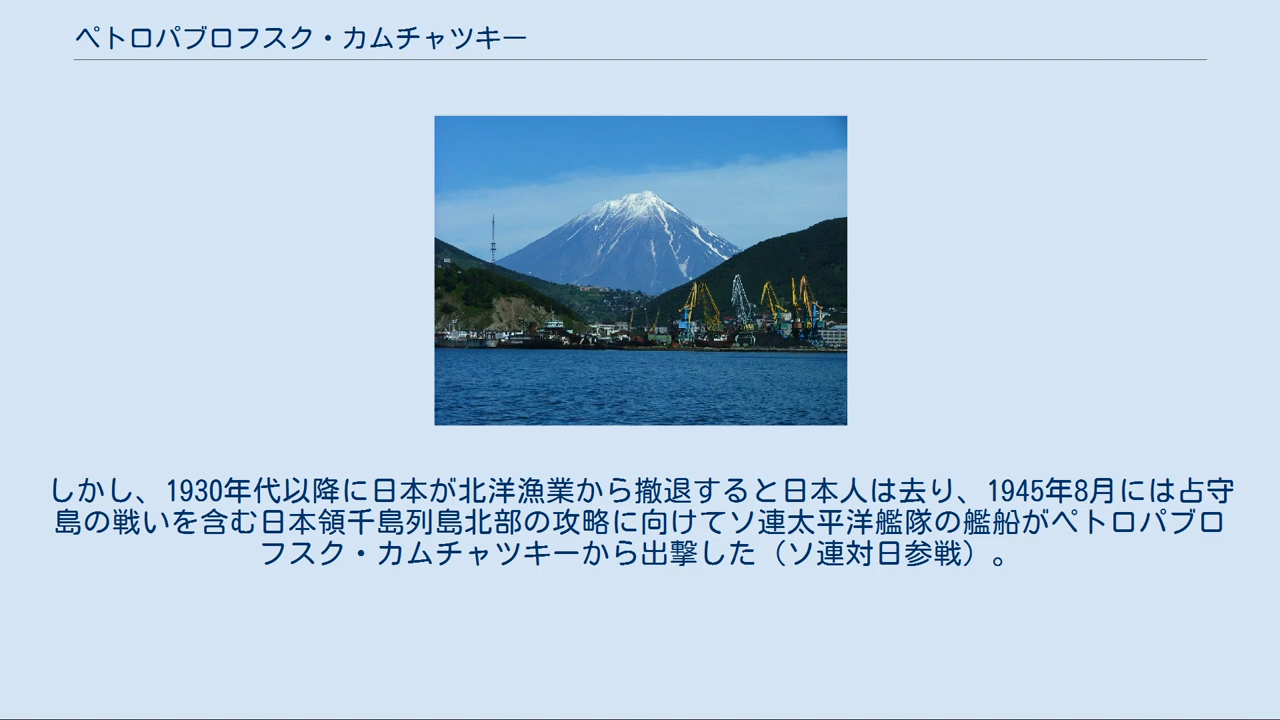 ペトロパブロフスク・カムチャツキー
しかし、1930年代以降に日本が北洋漁業から撤退すると日本人は去り、1945年8月には占守
島の戦いを含む日本領千島列島北部の攻略に向けてソ連太平洋艦隊の艦船がペトロパブロ
フスク・カムチャツキーから出撃した（ソ連対日参戦）。